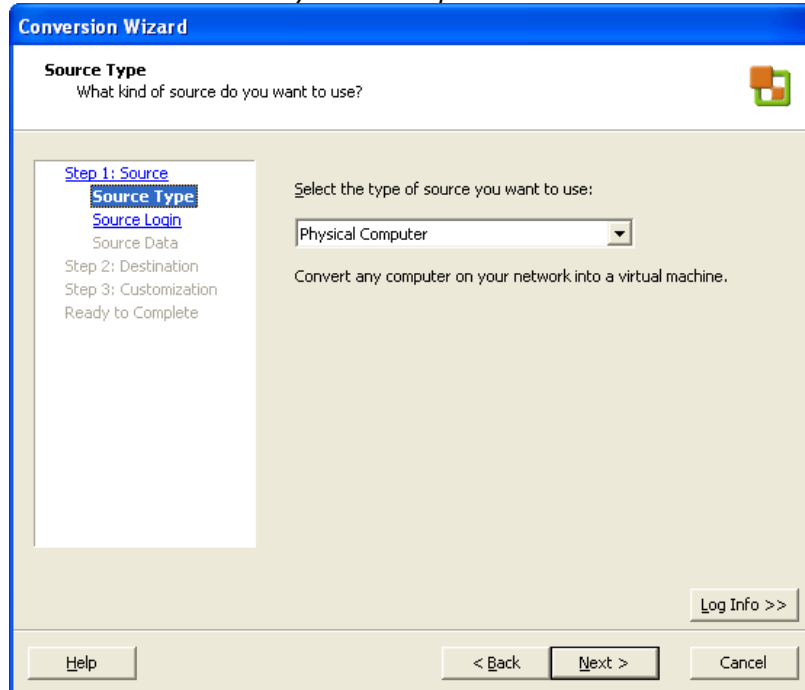 Conversion Wizard
Source Type
What kind of source do you want to use?
Step 1: Source
Source Type
Source Login
Source Data
Step 2: Destination
Step 3: Customization
Ready to Complete
Select the type of source you want to use:
Physical Computer
Convert any computer on your network into a virtual machine.
Log Info >>
Help
< Back
Next >
Cancel